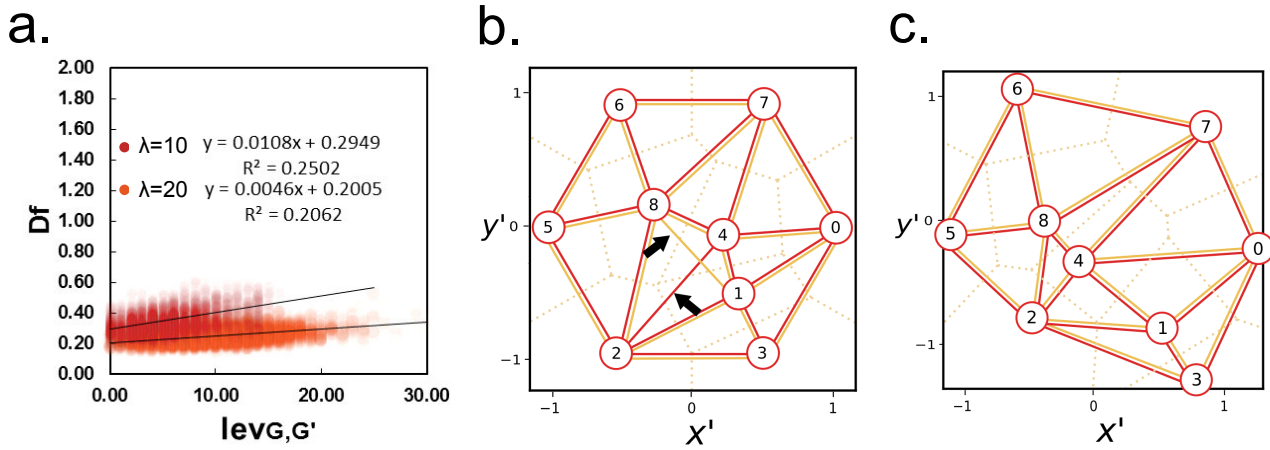 a.
2.00
1.80
1.60
1.40
1.20
1.00
0.80
0.60
0.40
0.20
0.00
Df
λ=10 y = 0.0108x + 0.2949
R² = 0.2502
λ=20 y = 0.0046x + 0.2005
R² = 0.2062
0.00 10.00 20.00 30.00
levG,G'
b.
1
0
−1
y'
6
7
8
5
4
0
1
2
3
−1 0 1
x'
c.
1
0
−1
y'
6
7
8
5
4
0
2
1
3
−1 0 1
x'